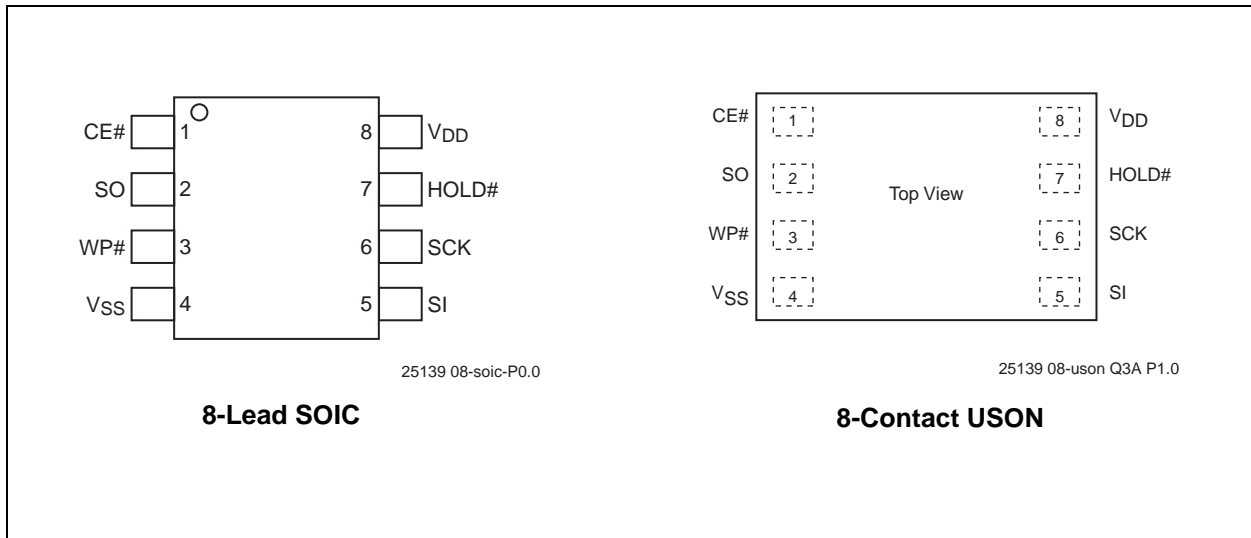 CE# 1 8 VDD
SO 2 7 HOLD#
WP# 3 6 SCK
VSS 4 5 SI
25139 08-soic-P0.0
8-Lead SOIC
CE# 1 8 VDD
SO 2 Top View 7 HOLD#
WP# 3 6 SCK
VSS 4 5 SI
25139 08-uson Q3A P1.0
8-Contact USON